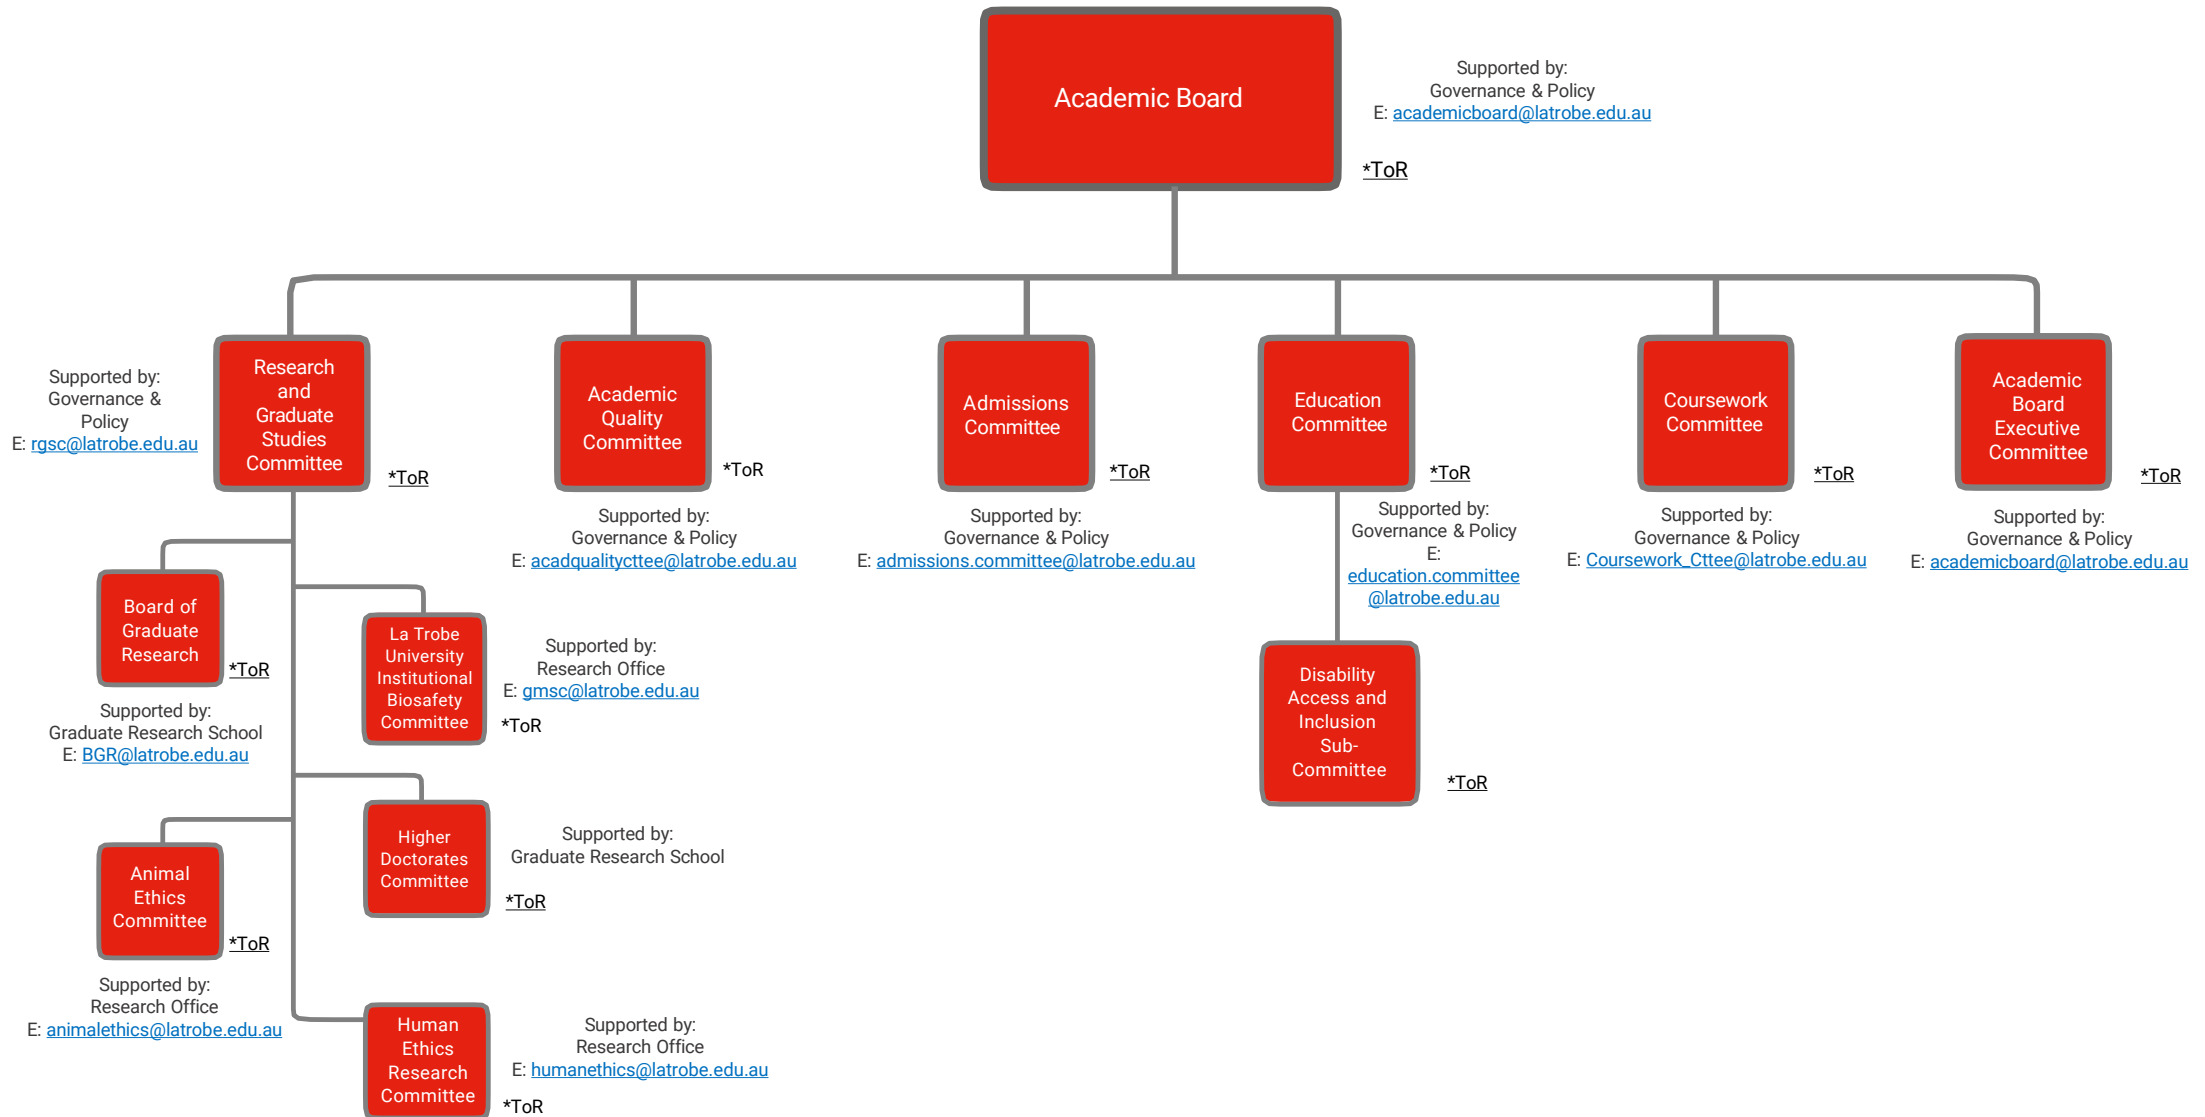 Academic Board
Supported by:
Governance & Policy
E: academicboard@latrobe.edu.au
*ToR
Supported by:
Governance &
Policy
E: rgsc@latrobe.edu.au
Research
and
Graduate
Studies
Committee
*ToR
Academic
Quality
Committee
*ToR
Supported by:
Governance & Policy
E: acadqualitycttee@latrobe.edu.au
Admissions
Committee
*ToR
Supported by:
Governance & Policy
E: admissions.committee@latrobe.edu.au
Education
Committee
*ToR
Supported by:
Governance & Policy
E:
education.committee
@latrobe.edu.au
Coursework
Committee
*ToR
Supported by:
Governance & Policy
E: Coursework_Cttee@latrobe.edu.au
Academic
Board
Executive
Committee
*ToR
Supported by:
Governance & Policy
E: academicboard@latrobe.edu.au
Board of
Graduate
Research
*ToR
Supported by:
Graduate Research School
E: BGR@latrobe.edu.au
La Trobe
University
Institutional
Biosafety
Committee
Supported by:
Research Office
E: gmsc@latrobe.edu.au
*ToR
Disability
Access and
Inclusion
Sub-
Committee
*ToR
Higher
Doctorates
Committee
Supported by:
Graduate Research School
*ToR
Animal
Ethics
Committee
*ToR
Supported by:
Research Office
E: animalethics@latrobe.edu.au
Human
Ethics
Research
Committee
Supported by:
Research Office
E: humanethics@latrobe.edu.au
*ToR